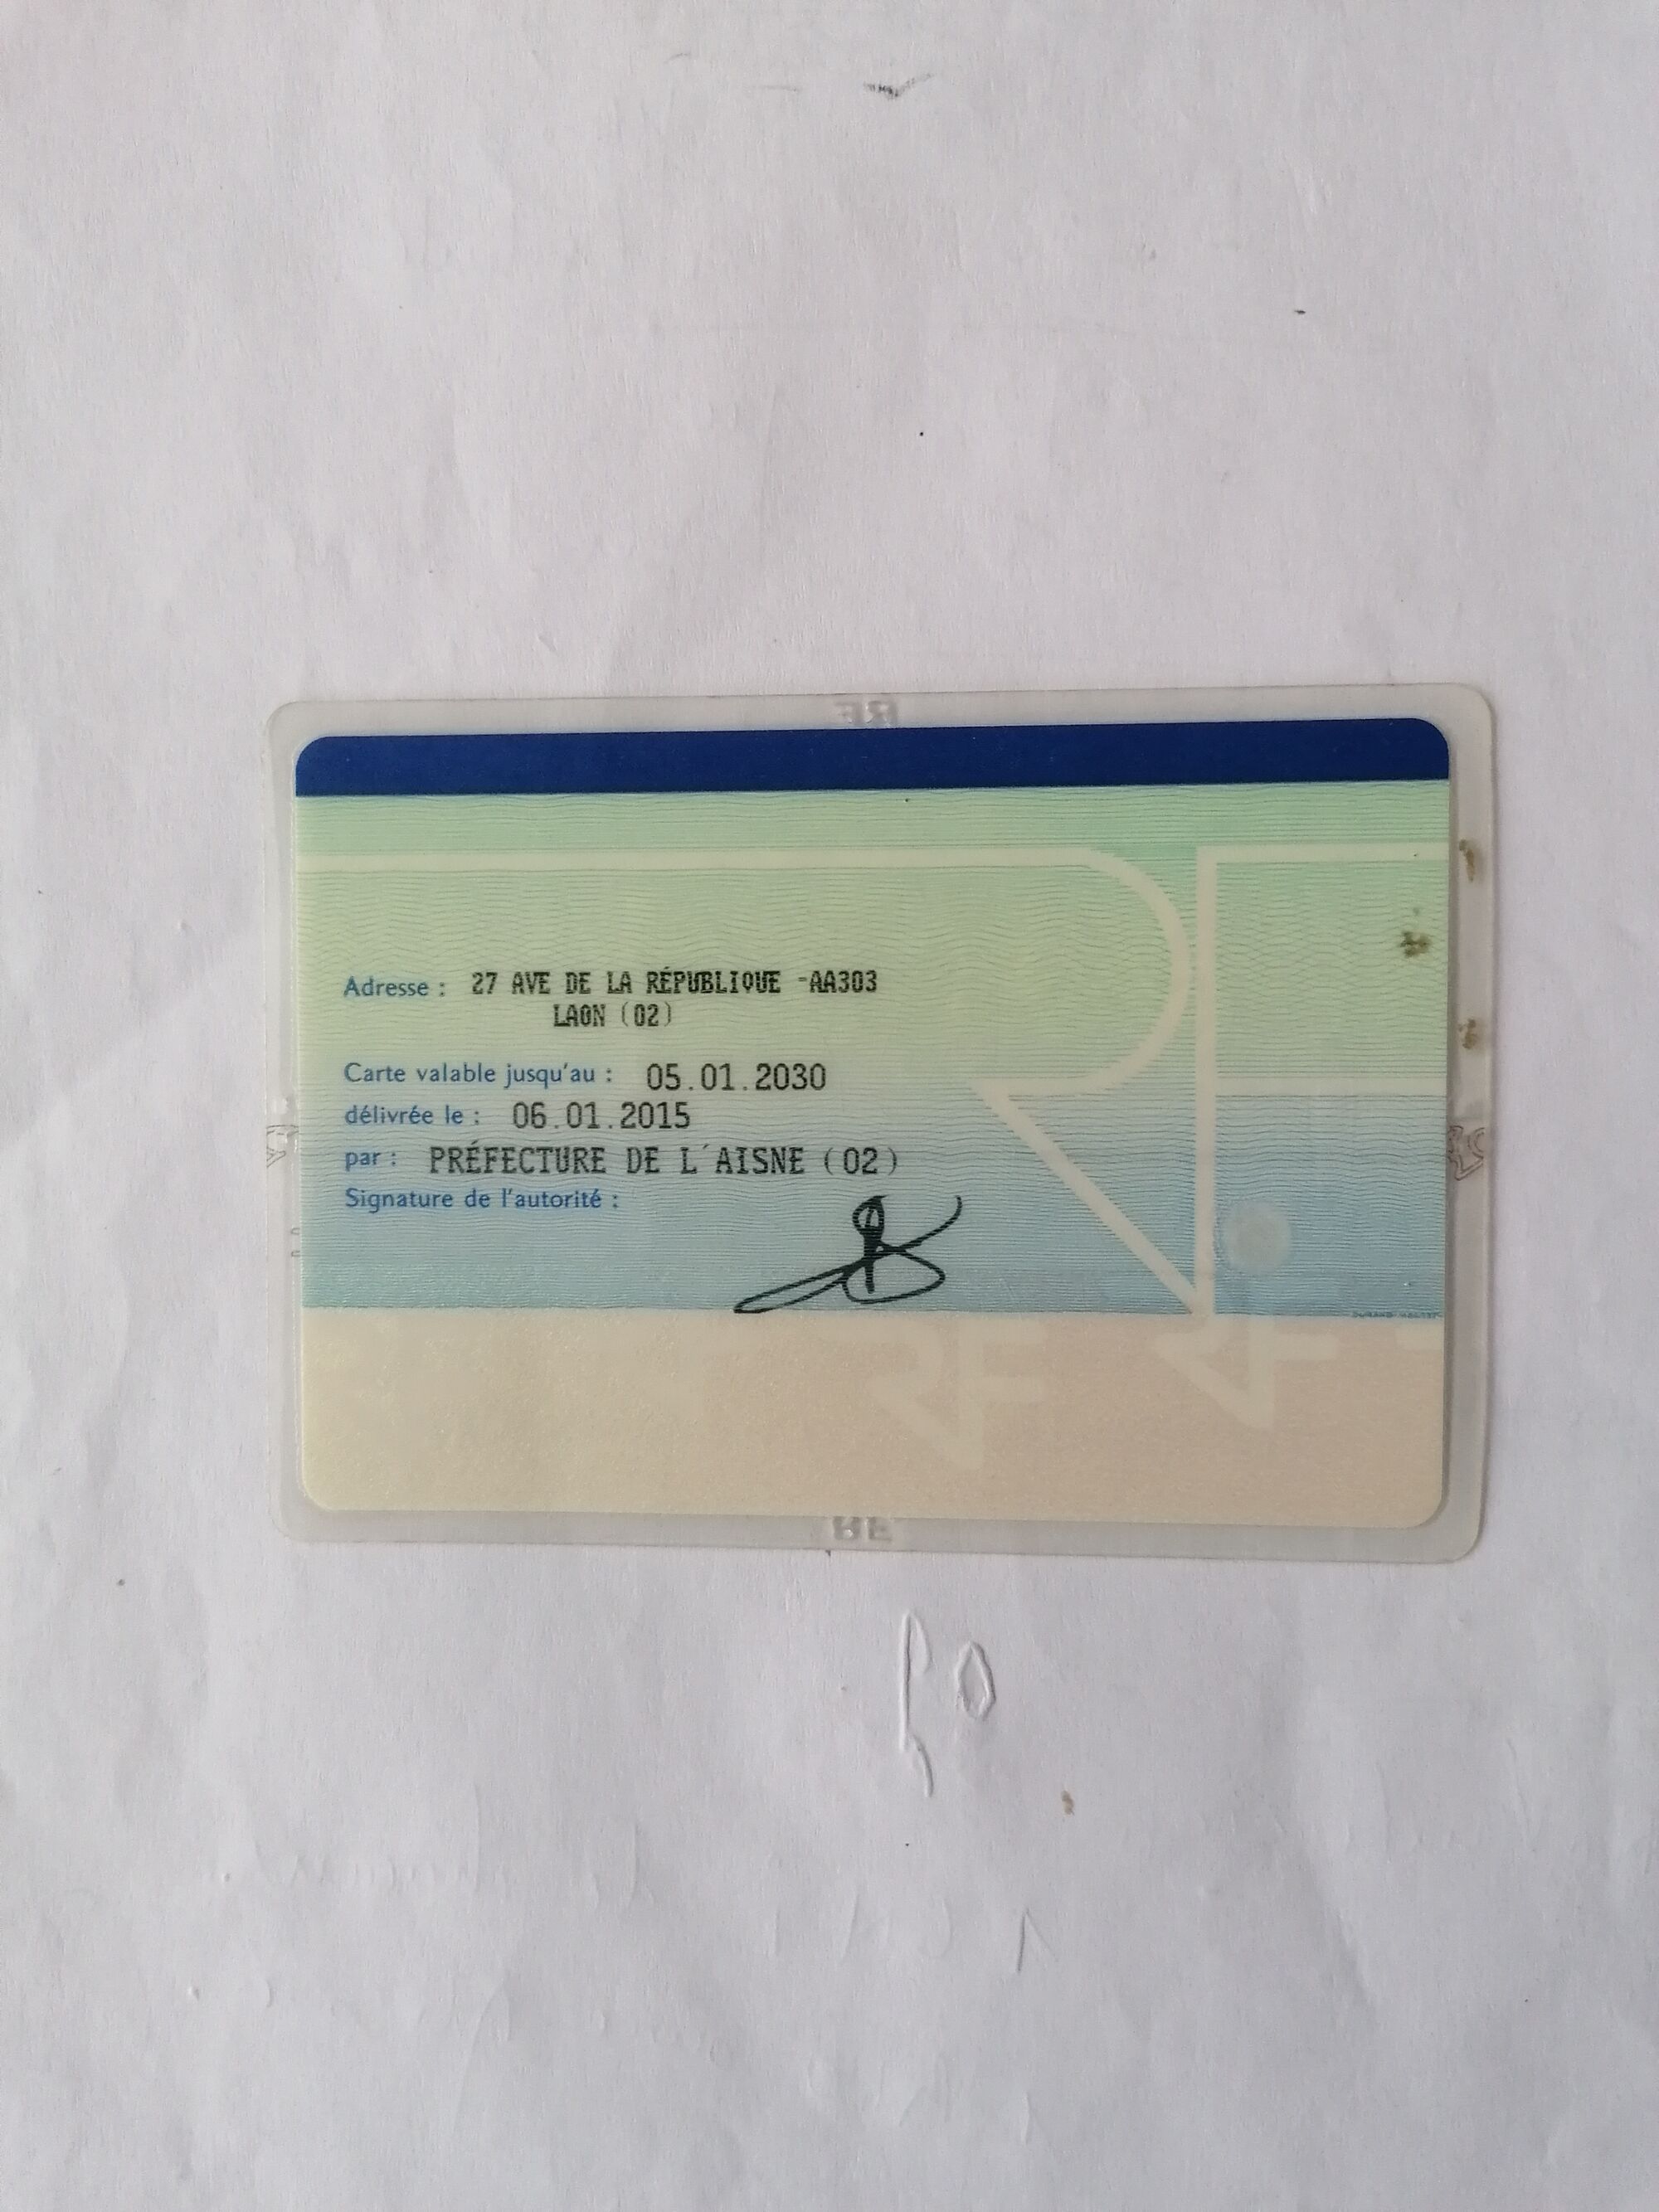 RF
Adresse : 27 AVE DE LA RÉPUBLIQUE -AA303
LAON (02)
Carte valable jusqu'au : 05.01.2030
délivrée le : 06.01.2015
par : PRÉFECTURE DE L´AISNE (02)
Signature de l'autorité :
RF
RF